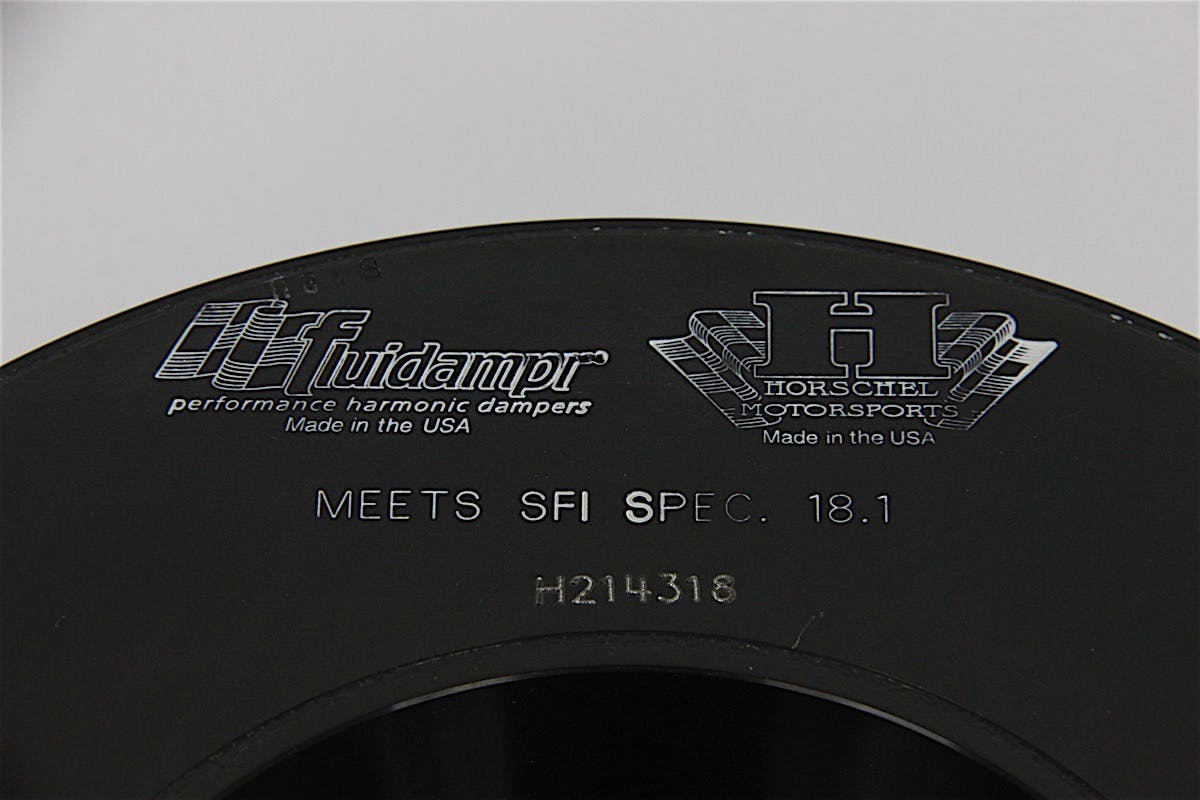 fluidampr
performance harmonic dampers
Made in the USA
H
HORSCHEL
MOTORSPORTS
Made in the USA
MEETS SFI SPEC. 18.1
H214318